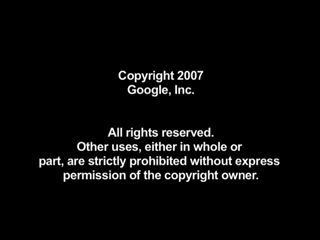 Copyright 2007
Google, Inc.
All rights reserved.
Other uses, either in whole or
part, are strictly prohibited without express
permission of the copyright owner.